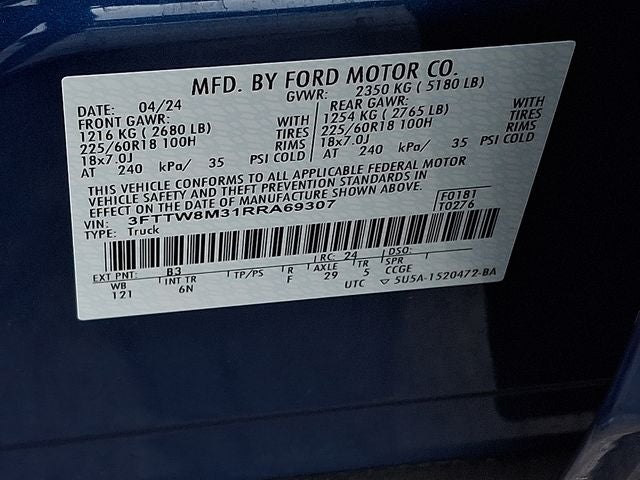 MFD. BY FORD MOTOR CO.
DATE: 04/24 GVWR: 2350 KG ( 5180 LB)
FRONT GAWR: REAR GAWR:
1216 KG ( 2680 LB) WITH 1254 KG ( 2765 LB) WITH
225/60R18 100H TIRES 225/60R18 100H TIRES
18x7.0J RIMS 18x7.0J RIMS
AT 240 kPa/ 35 PSI COLD AT 240 kPa/ 35 PSI COLD
THIS VEHICLE CONFORMS TO ALL APPLICABLE FEDERAL MOTOR
VEHICLE SAFETY AND THEFT PREVENTION STANDARDS IN
EFFECT ON THE DATE OF MANUFACTURE SHOWN ABOVE.
VIN: 3FTTW8M31RRA69307 F0181
TYPE: Truck T0276
EXT PNT: B3 RC: 24 DSO:
WB INT TR TP/PS R AXLE TR SPR
121 6N F 29 5 CCGE
UTC ▽ 5U5A-1520472-BA